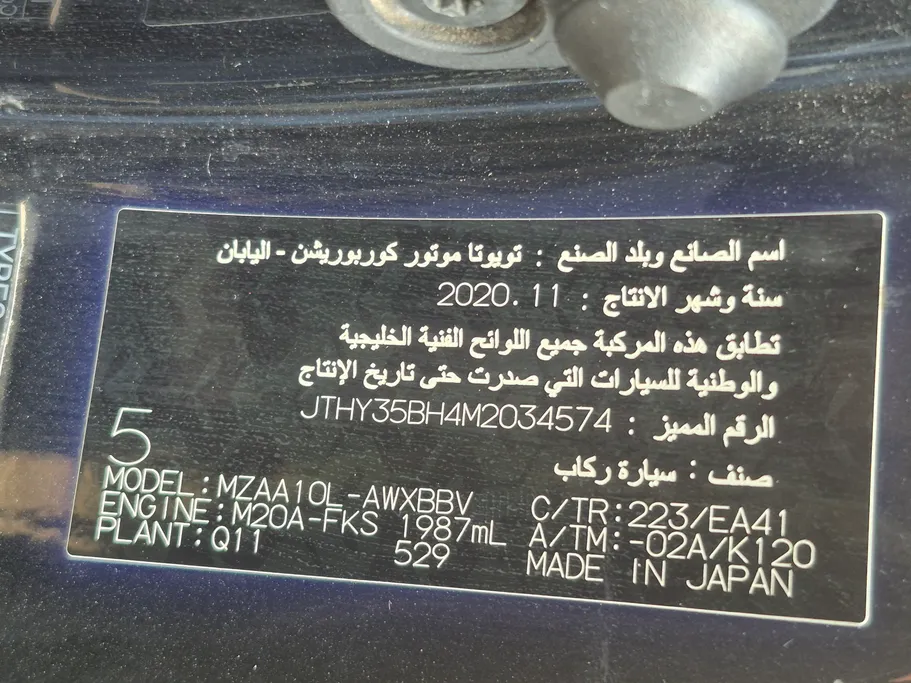 اسم الصانع وبلد الصنع : تويوتا موتور كوربوريشن - اليابان
سنة وشهر الانتاج : 2020.11
تطابق هذه المركبة جميع اللوائح الفنية الخليجية
والوطنية للسيارات التي صدرت حتى تاريخ الإنتاج
الرقم المميز : JTHY35BH4M2034574
صنف : سيارة ركاب
5
MODEL:MZAA10L-AWXBBV C/TR:223/EA41
ENGINE:M20A-FKS 1987mL A/TM:-02A/K120
PLANT:Q11 529 MADE IN JAPAN